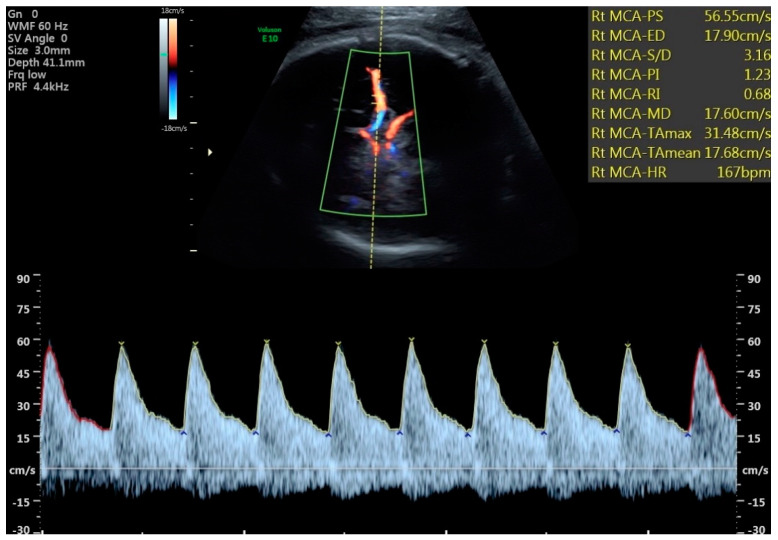 Gn 0
WMF 60 Hz
SV Angle 0
Size 3.0mm
Depth 41.1mm
Frq low
PRF 4.4kHz
18cm/s
-18cm/s
Voluson
E10
Rt MCA-PS 56.55cm/s
Rt MCA-ED 17.90cm/s
Rt MCA-S/D 3.16
Rt MCA-PI 1.23
Rt MCA-RI 0.68
Rt MCA-MD 17.60cm/s
Rt MCA-TAmax 31.48cm/s
Rt MCA-TAmean 17.68cm/s
Rt MCA-HR 167bpm
90 90
75 75
60 60
45 45
30 30
15 15
cm/s cm/s
-15 -15
-30 -30